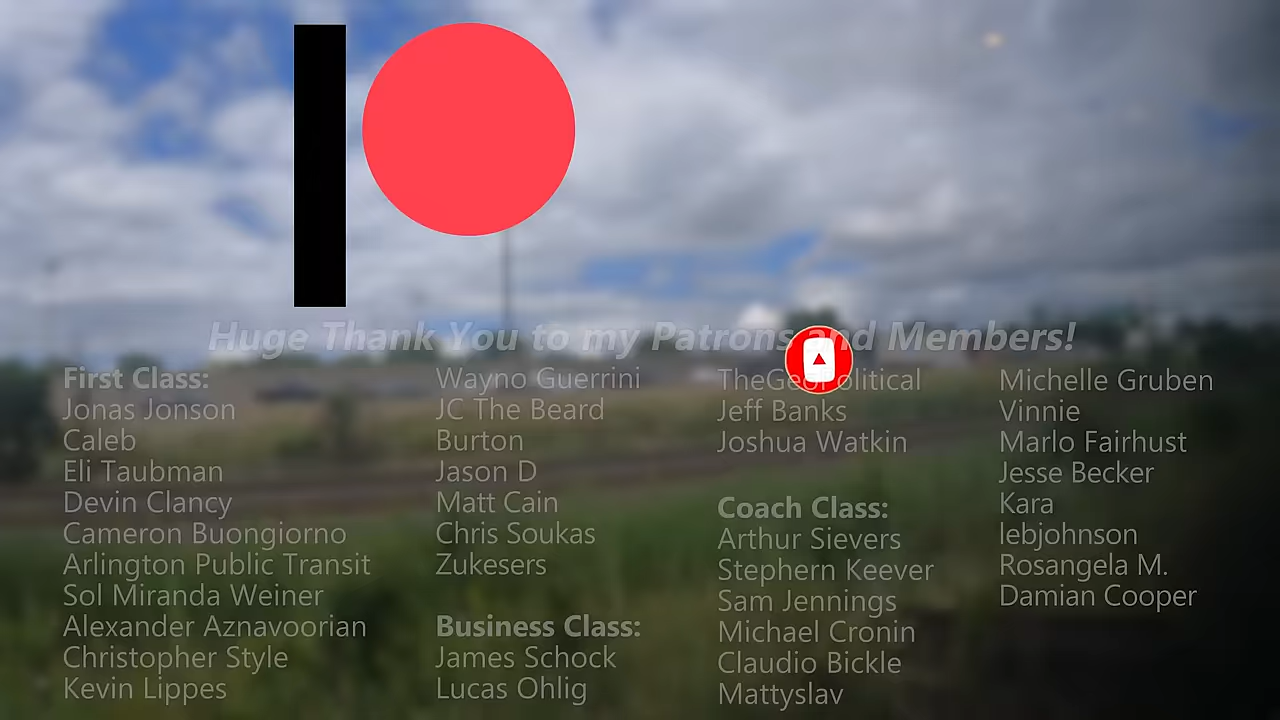 Huge Thank You to my Patrons and Members!
First Class:
Jonas Jonson
Caleb
Eli Taubman
Devin Clancy
Cameron Buongiorno
Arlington Public Transit
Sol Miranda Weiner
Alexander Aznavoorian
Christopher Style
Kevin Lippes
Wayno Guerrini
JC The Beard
Burton
Jason D
Matt Cain
Chris Soukas
Zukesers
Business Class:
James Schock
Lucas Ohlig
TheGeoPolitical
Jeff Banks
Joshua Watkin
Coach Class:
Arthur Sievers
Stephern Keever
Sam Jennings
Michael Cronin
Claudio Bickle
Mattyslav
Michelle Gruben
Vinnie
Marlo Fairhust
Jesse Becker
Kara
lebjohnson
Rosangela M.
Damian Cooper